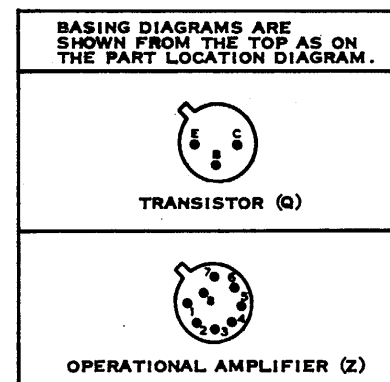 BASING DIAGRAMS ARE
SHOWN FROM THE TOP AS ON
THE PART LOCATION DIAGRAM.
E C
B
TRANSISTOR (Q)
7 6
8 5
1 4
2 3
OPERATIONAL AMPLIFIER (Z)